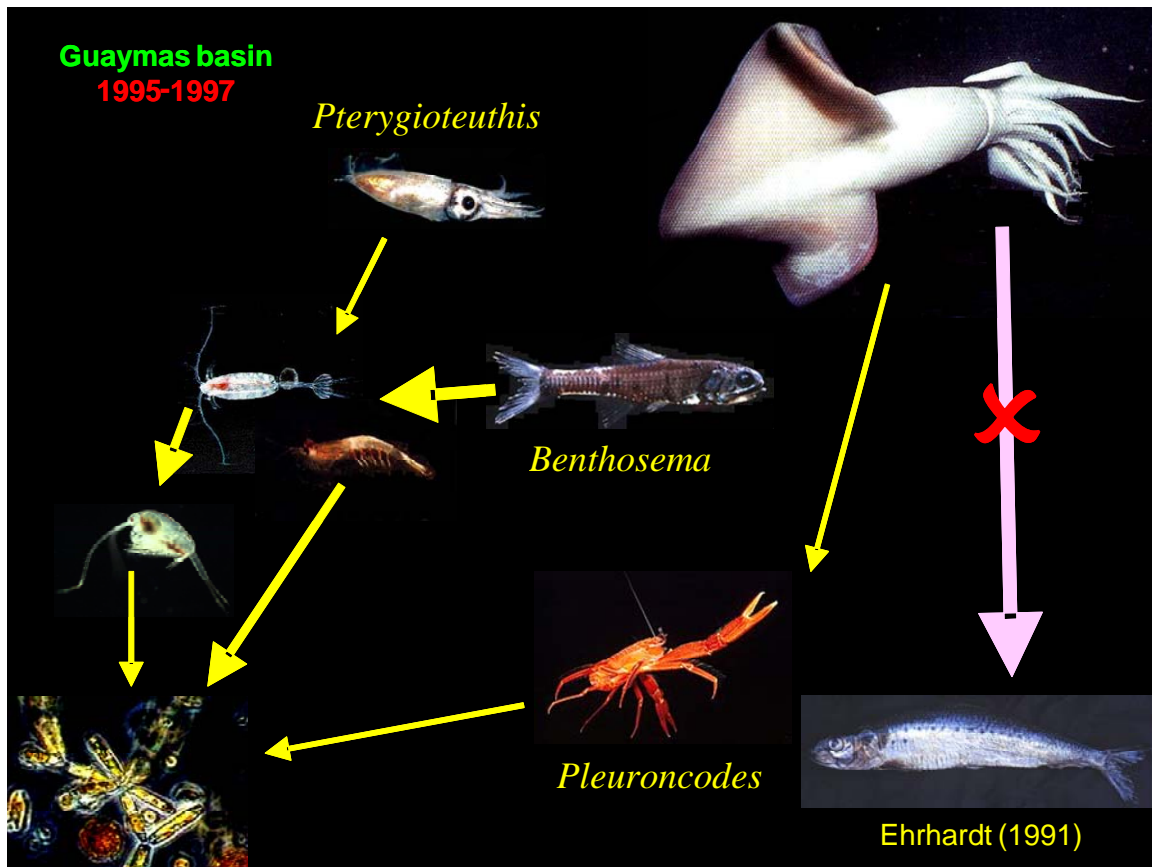 Guaymas basin
1995-1997
Pterygioteuthis
Benthosema
Pleuroncodes
Ehrhardt (1991)